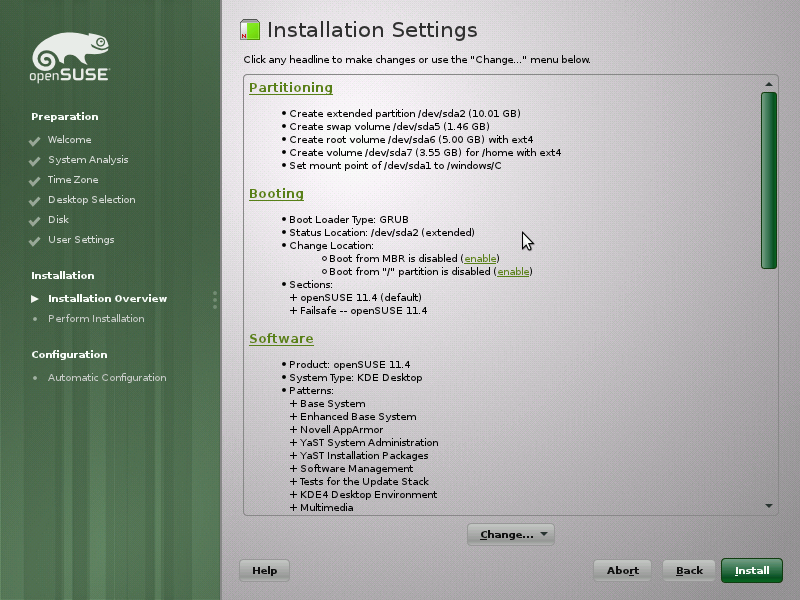 openSUSE
Preparation
Welcome
System Analysis
Time Zone
Desktop Selection
Disk
User Settings
Installation
Installation Overview
Perform Installation
Configuration
Automatic Configuration
Installation Settings
Click any headline to make changes or use the "Change..." menu below.
Partitioning
• Create extended partition /dev/sda2 (10.01 GB)
• Create swap volume /dev/sda5 (1.46 GB)
• Create root volume /dev/sda6 (5.00 GB) with ext4
• Create volume /dev/sda7 (3.55 GB) for /home with ext4
• Set mount point of /dev/sda1 to /windows/C
Booting
• Boot Loader Type: GRUB
• Status Location: /dev/sda2 (extended)
• Change Location:
Boot from MBR is disabled (enable)
Boot from "/" partition is disabled (enable)
• Sections:
+ openSUSE 11.4 (default)
+ Failsafe -- openSUSE 11.4
Software
• Product: openSUSE 11.4
• System Type: KDE Desktop
• Patterns:
+ Base System
+ Enhanced Base System
+ Novell AppArmor
+ YaST System Administration
+ YaST Installation Packages
+ Software Management
+ Tests for the Update Stack
+ KDE4 Desktop Environment
+ Multimedia
Change...
Help
Abort
Back
Install